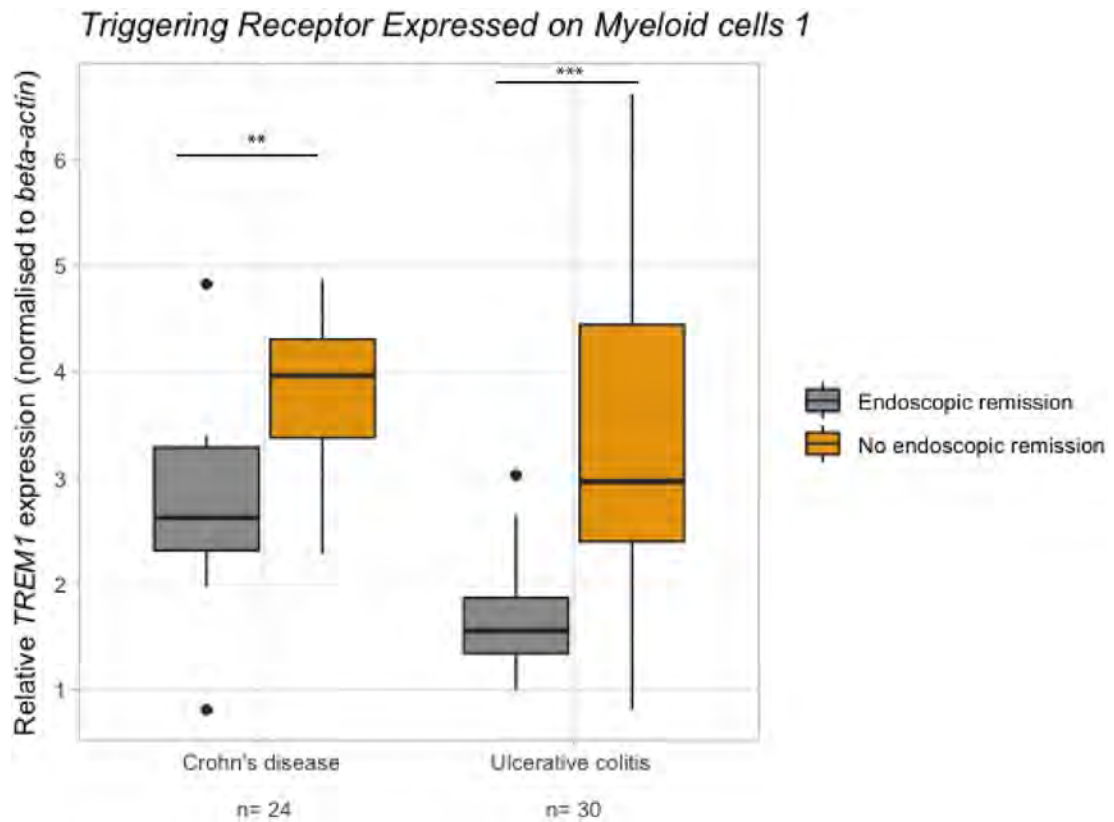 Triggering Receptor Expressed on Myeloid cells 1
Relative TREM1 expression (normalised to beta-actin)
6
5
4
3
2
1
**
***
Crohn's disease
Ulcerative colitis
n= 24
n= 30
Endoscopic remission
No endoscopic remission